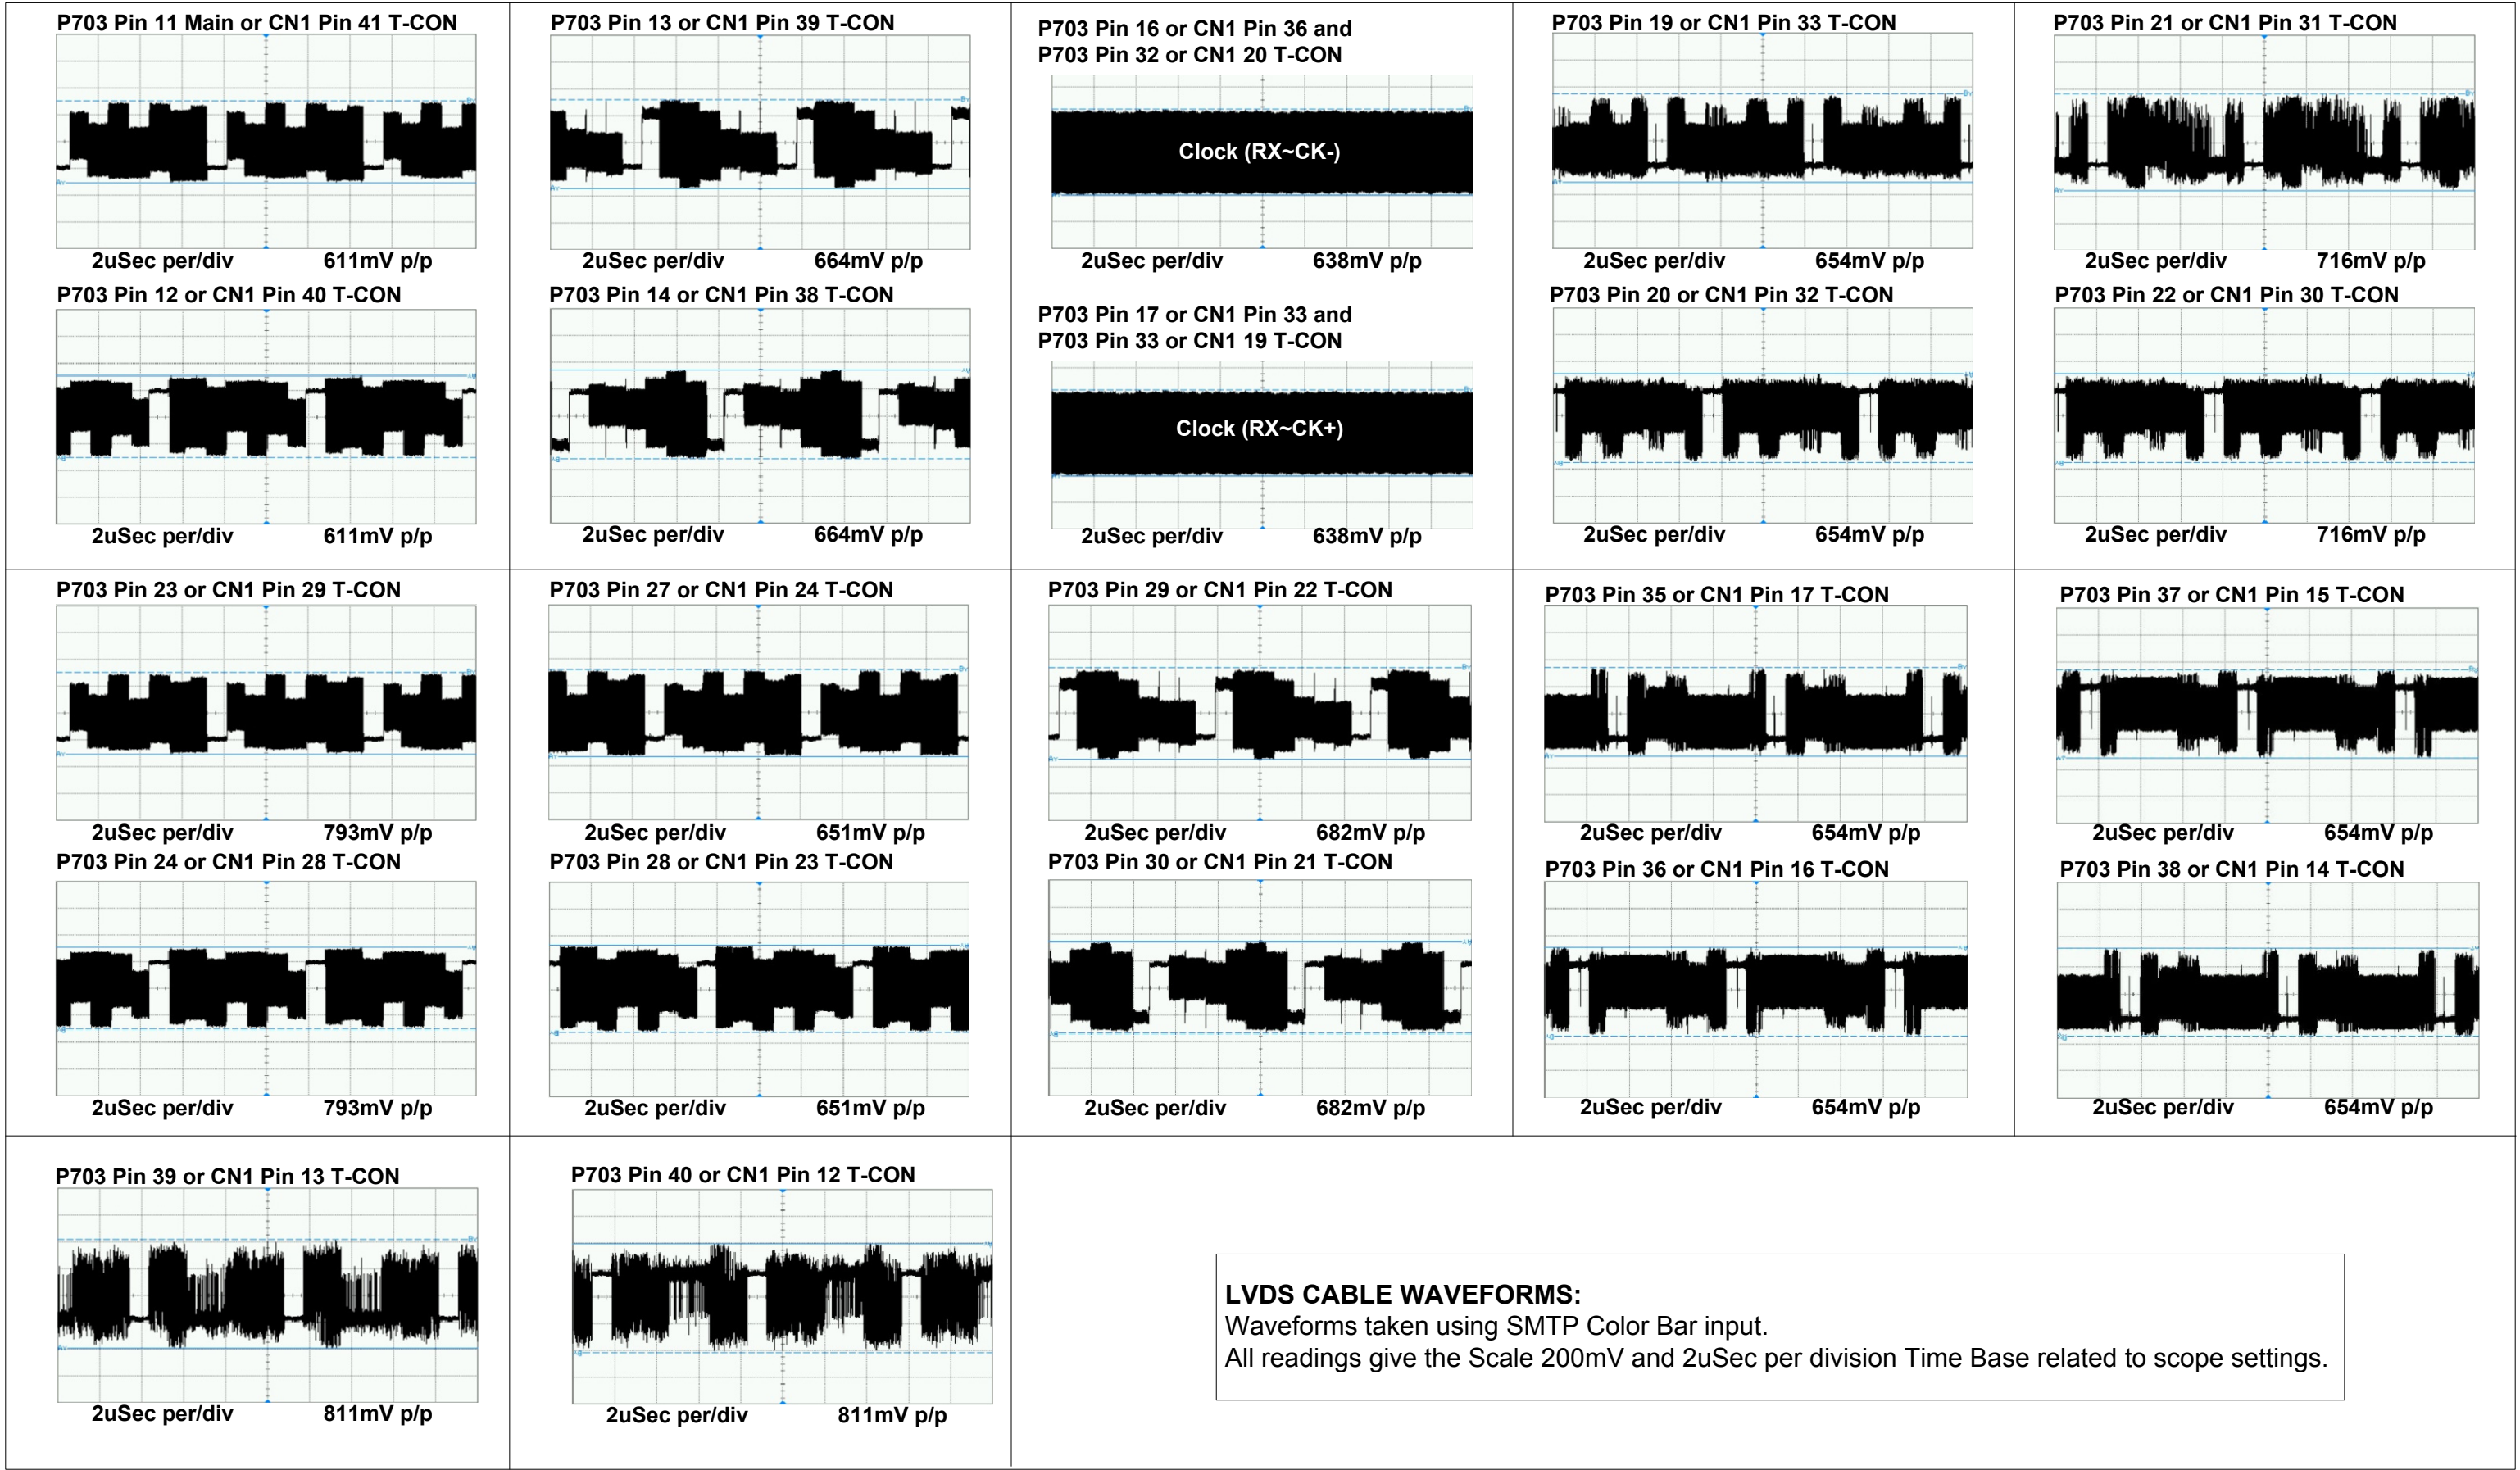 P703 Pin 11 Main or CN1 Pin 41 T-CON
2uSec per/div 611mV p/p
P703 Pin 12 or CN1 Pin 40 T-CON
2uSec per/div 611mV p/p
P703 Pin 13 or CN1 Pin 39 T-CON
2uSec per/div 664mV p/p
P703 Pin 14 or CN1 Pin 38 T-CON
2uSec per/div 664mV p/p
P703 Pin 16 or CN1 Pin 36 and
P703 Pin 32 or CN1 20 T-CON
Clock (RX~CK-)
2uSec per/div 638mV p/p
P703 Pin 17 or CN1 Pin 33 and
P703 Pin 33 or CN1 19 T-CON
Clock (RX~CK+)
2uSec per/div 638mV p/p
P703 Pin 19 or CN1 Pin 33 T-CON
2uSec per/div 654mV p/p
P703 Pin 20 or CN1 Pin 32 T-CON
2uSec per/div 654mV p/p
P703 Pin 21 or CN1 Pin 31 T-CON
2uSec per/div 716mV p/p
P703 Pin 22 or CN1 Pin 30 T-CON
2uSec per/div 716mV p/p
P703 Pin 23 or CN1 Pin 29 T-CON
2uSec per/div 793mV p/p
P703 Pin 24 or CN1 Pin 28 T-CON
2uSec per/div 793mV p/p
P703 Pin 27 or CN1 Pin 24 T-CON
2uSec per/div 651mV p/p
P703 Pin 28 or CN1 Pin 23 T-CON
2uSec per/div 651mV p/p
P703 Pin 29 or CN1 Pin 22 T-CON
2uSec per/div 682mV p/p
P703 Pin 30 or CN1 Pin 21 T-CON
2uSec per/div 682mV p/p
P703 Pin 35 or CN1 Pin 17 T-CON
2uSec per/div 654mV p/p
P703 Pin 36 or CN1 Pin 16 T-CON
2uSec per/div 654mV p/p
P703 Pin 37 or CN1 Pin 15 T-CON
2uSec per/div 654mV p/p
P703 Pin 38 or CN1 Pin 14 T-CON
2uSec per/div 654mV p/p
P703 Pin 39 or CN1 Pin 13 T-CON
2uSec per/div 811mV p/p
P703 Pin 40 or CN1 Pin 12 T-CON
2uSec per/div 811mV p/p
LVDS CABLE WAVEFORMS:
Waveforms taken using SMTP Color Bar input.
All readings give the Scale 200mV and 2uSec per division Time Base related to scope settings.